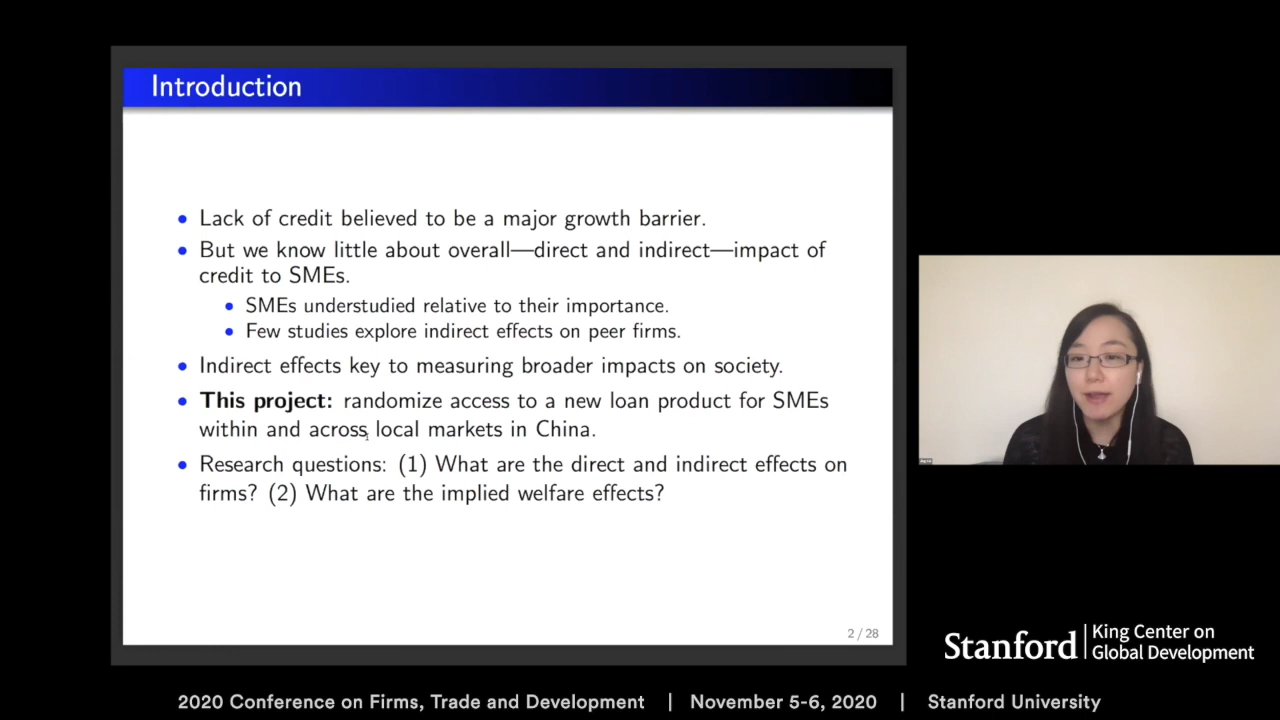 Introduction
• Lack of credit believed to be a major growth barrier.
• But we know little about overall—direct and indirect—impact of
credit to SMEs.
• SMEs understudied relative to their importance.
• Few studies explore indirect effects on peer firms.
• Indirect effects key to measuring broader impacts on society.
• This project: randomize access to a new loan product for SMEs
within and across local markets in China.
• Research questions: (1) What are the direct and indirect effects on
firms? (2) What are the implied welfare effects?
2 / 28
Stanford | King Center on
Global Development
2020 Conference on Firms, Trade and Development | November 5-6, 2020 | Stanford University